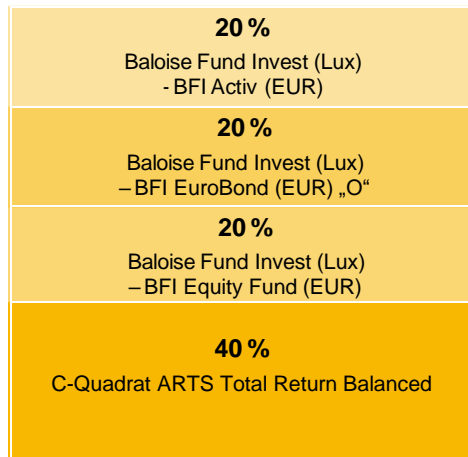 20 %
Baloise Fund Invest (Lux)
- BFI Activ (EUR)
20 %
Baloise Fund Invest (Lux)
– BFI EuroBond (EUR) „O“
20 %
Baloise Fund Invest (Lux)
– BFI Equity Fund (EUR)
40 %
C-Quadrat ARTS Total Return Balanced